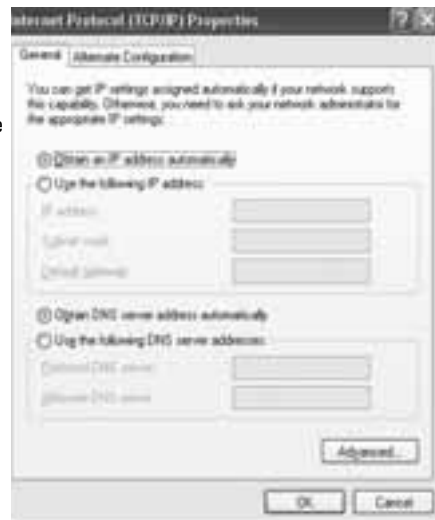 Internet Protocol (TCP/IP) Properties
General Alternate Configuration
You can get IP settings assigned automatically if your network supports
this capability. Otherwise, you need to ask your network administrator for
the appropriate IP settings.
e
Obtain an IP address automatically
Use the following IP address:
IP address:
Subnet mask:
Default gateway:
Obtain DNS server address automatically
Use the following DNS server addresses:
Preferred DNS server:
Alternate DNS server:
Advanced...
OK Cancel